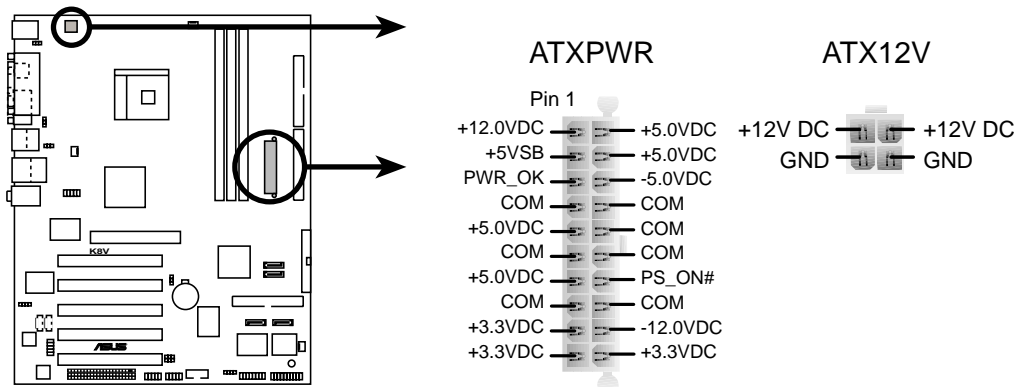 ATXPWR
ATX12V
Pin 1
+12.0VDC +5.0VDC
+5VSB +5.0VDC
PWR_OK -5.0VDC
COM COM
+5.0VDC COM
COM COM
+5.0VDC PS_ON#
COM COM
+3.3VDC -12.0VDC
+3.3VDC +3.3VDC
+12V DC +12V DC
GND GND
K8V
ASUS